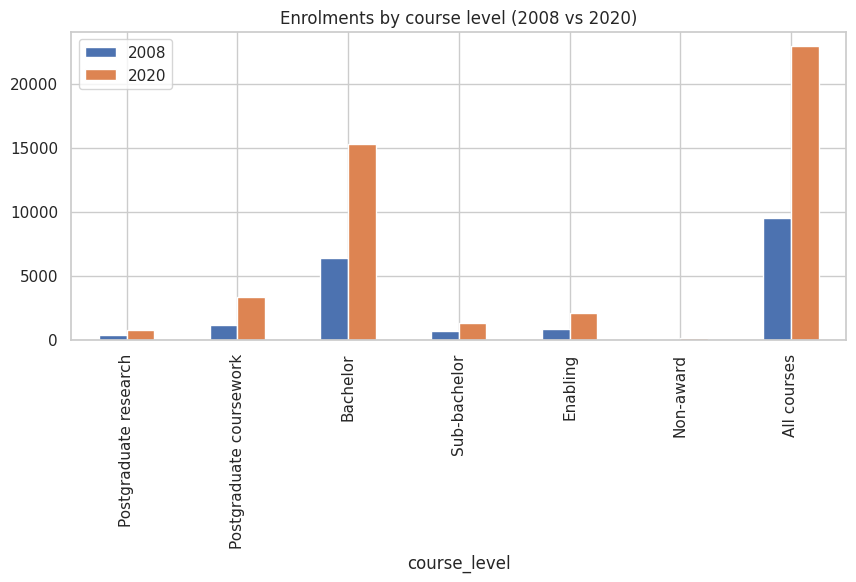 Enrolments by course level (2008 vs 2020)
2008
2020
20000
15000
10000
5000
0
Postgraduate research
Postgraduate coursework
Bachelor
Sub-bachelor
Enabling
Non-award
All courses
course_level